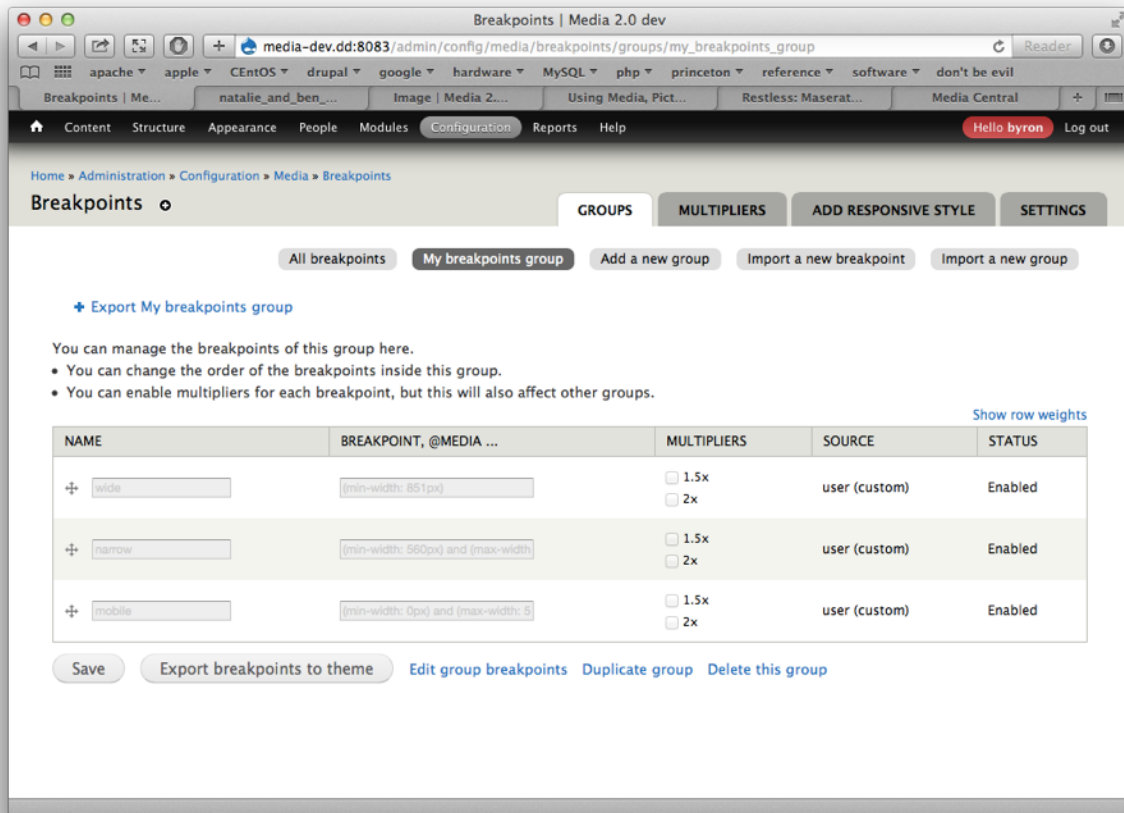 Breakpoints | Media 2.0 dev
media-dev.dd:8083/admin/config/media/breakpoints/groups/my_breakpoints_group Reader
apache apple CEntOS drupal google hardware MySQL php princeton reference software don't be evil
Breakpoints | Me... natalie_and_ben_... Image | Media 2.... Using Media, Pict... Restless: Maserat... Media Central
Content Structure Appearance People Modules Configuration Reports Help Hello byron Log out
Home » Administration » Configuration » Media » Breakpoints
Breakpoints
GROUPS MULTIPLIERS ADD RESPONSIVE STYLE SETTINGS
All breakpoints My breakpoints group Add a new group Import a new breakpoint Import a new group
+ Export My breakpoints group
You can manage the breakpoints of this group here.
• You can change the order of the breakpoints inside this group.
• You can enable multipliers for each breakpoint, but this will also affect other groups.
Show row weights
NAME BREAKPOINT, @MEDIA ... MULTIPLIERS SOURCE STATUS
wide (min-width: 851px) 1.5x user (custom) Enabled
2x
narrow (min-width: 560px) and (max-width 1.5x user (custom) Enabled
2x
mobile (min-width: 0px) and (max-width: 5 1.5x user (custom) Enabled
2x
Save Export breakpoints to theme Edit group breakpoints Duplicate group Delete this group